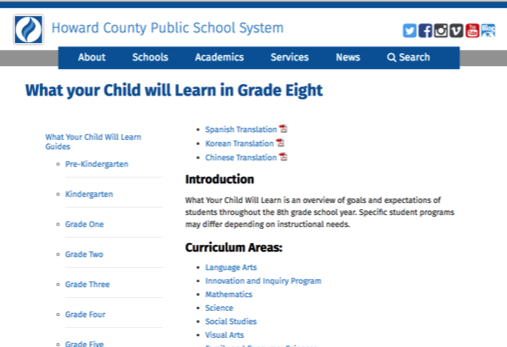 Howard County Public School System
About Schools Academics Services News Search
What your Child will Learn in Grade Eight
What Your Child Will Learn
Guides
Pre-Kindergarten
Kindergarten
Grade One
Grade Two
Grade Three
Grade Four
Grade Five
• Spanish Translation
• Korean Translation
• Chinese Translation
Introduction
What Your Child Will Learn is an overview of goals and expectations of
students throughout the 8th grade school year. Specific student programs
may differ depending on instructional needs.
Curriculum Areas:
• Language Arts
• Innovation and Inquiry Program
• Mathematics
• Science
• Social Studies
• Visual Arts